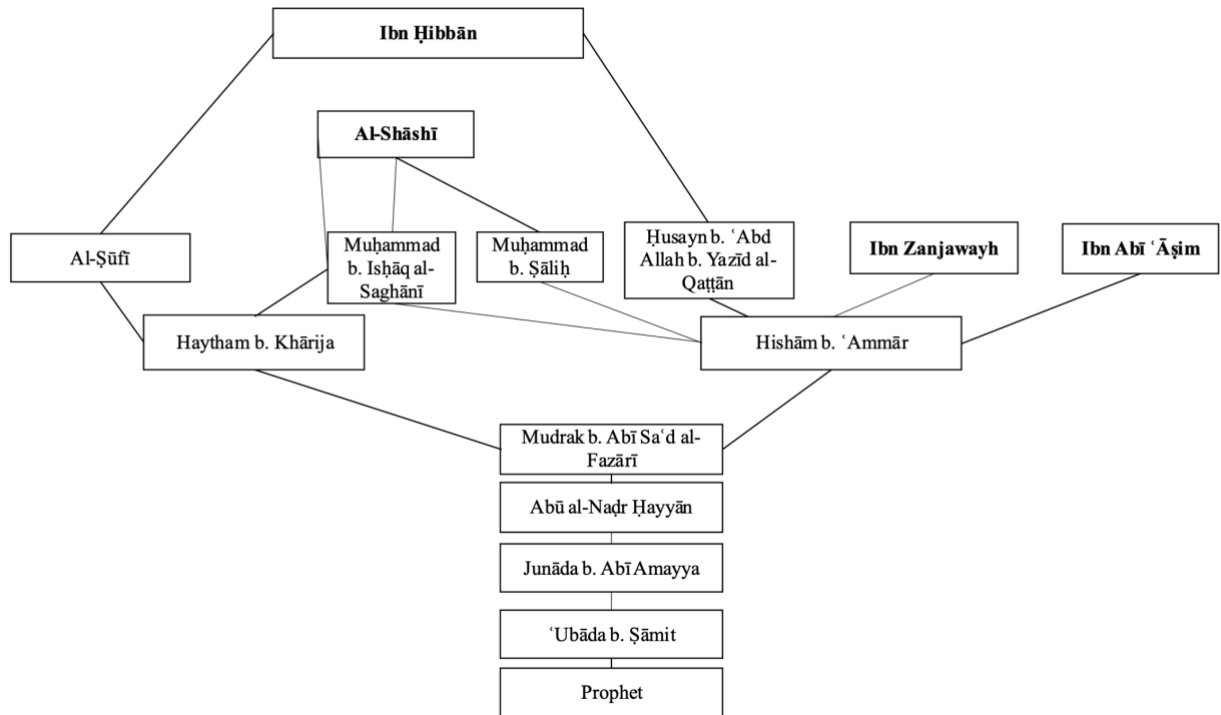 Ibn Ḥibbān
Al-Shāshī
Al-Ṣūfī
Muḥammad
b. Isḥāq al-
Saghānī
Muḥammad
b. Ṣāliḥ
Ḥusayn b. ʿAbd
Allah b. Yazīd al-
Qaṭṭān
Ibn Zanjawayh
Ibn Abī ʿĀṣim
Haytham b. Khārija
Hishām b. ʿAmmār
Mudrak b. Abī Saʿd al-
Fazārī
Abū al-Naḍr Ḥayyān
Junāda b. Abī Amayya
ʿUbāda b. Ṣāmit
Prophet